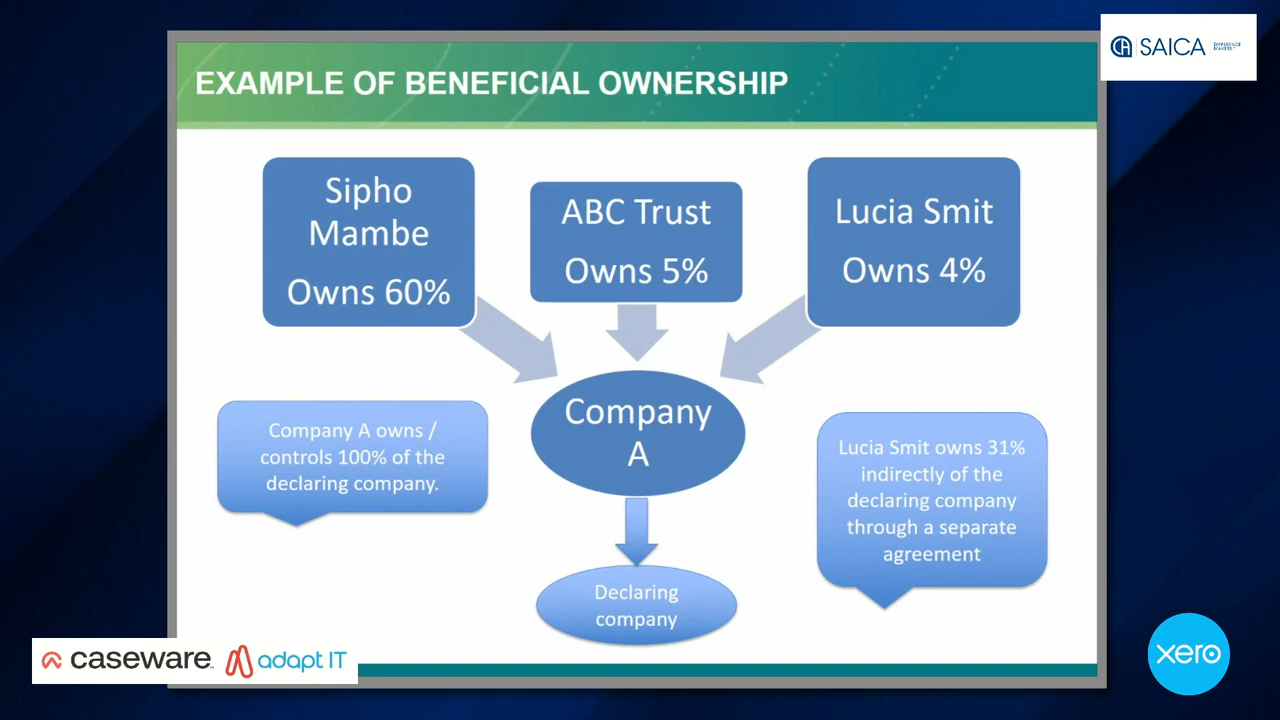 SAICA
DIFFERENCE
MAKERS™
EXAMPLE OF BENEFICIAL OWNERSHIP
Sipho
Mambe
Owns 60%
ABC Trust
Owns 5%
Lucia Smit
Owns 4%
Company
A
Company A owns /
controls 100% of the
declaring company.
Lucia Smit owns 31%
indirectly of the
declaring company
through a separate
agreement
Declaring
company
caseware
adapt IT
xero